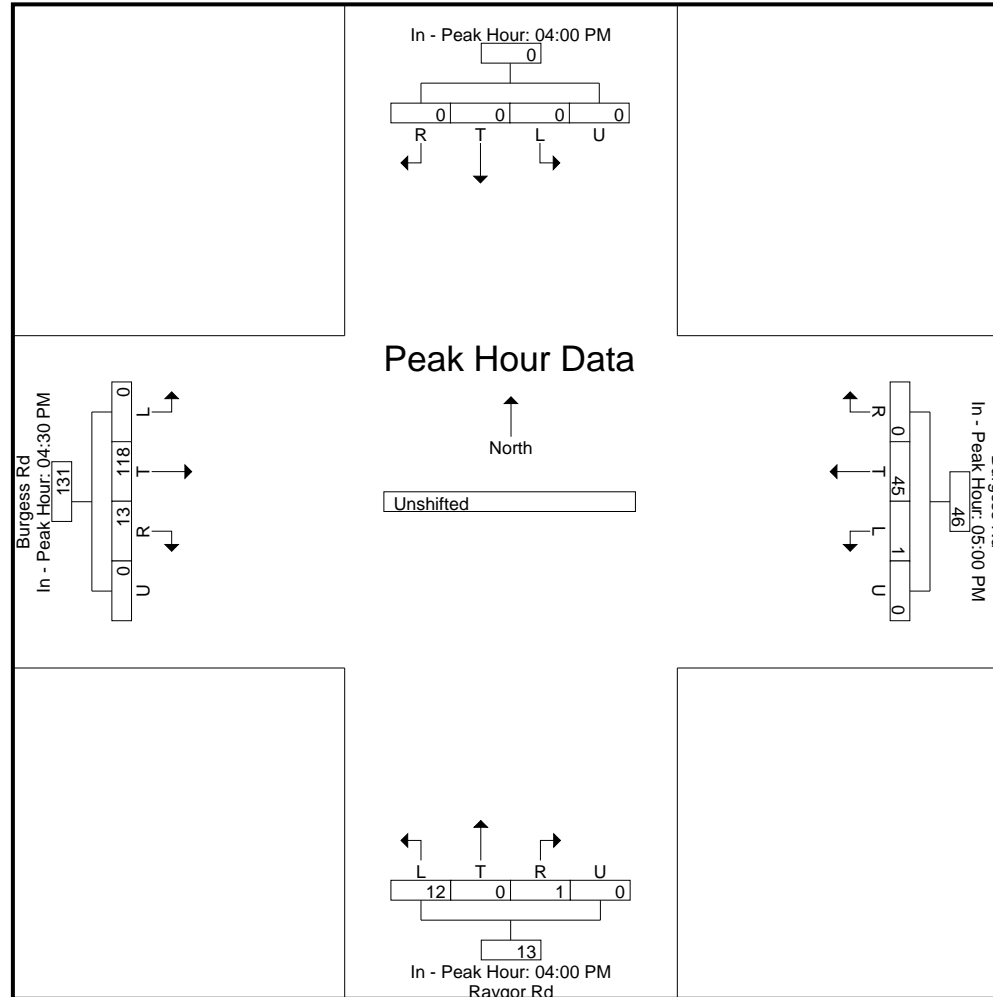 In - Peak Hour: 04:00 PM
0
0 0 0 0
R T L U
Peak Hour Data
North
Unshifted
Burgess Rd
In - Peak Hour: 04:30 PM
131
0 118 13 0
L T R U
In - Peak Hour: 05:00 PM
46
0 45 1 0
R T L U
L T R U
12 0 1 0
13
In - Peak Hour: 04:00 PM
Raygor Rd